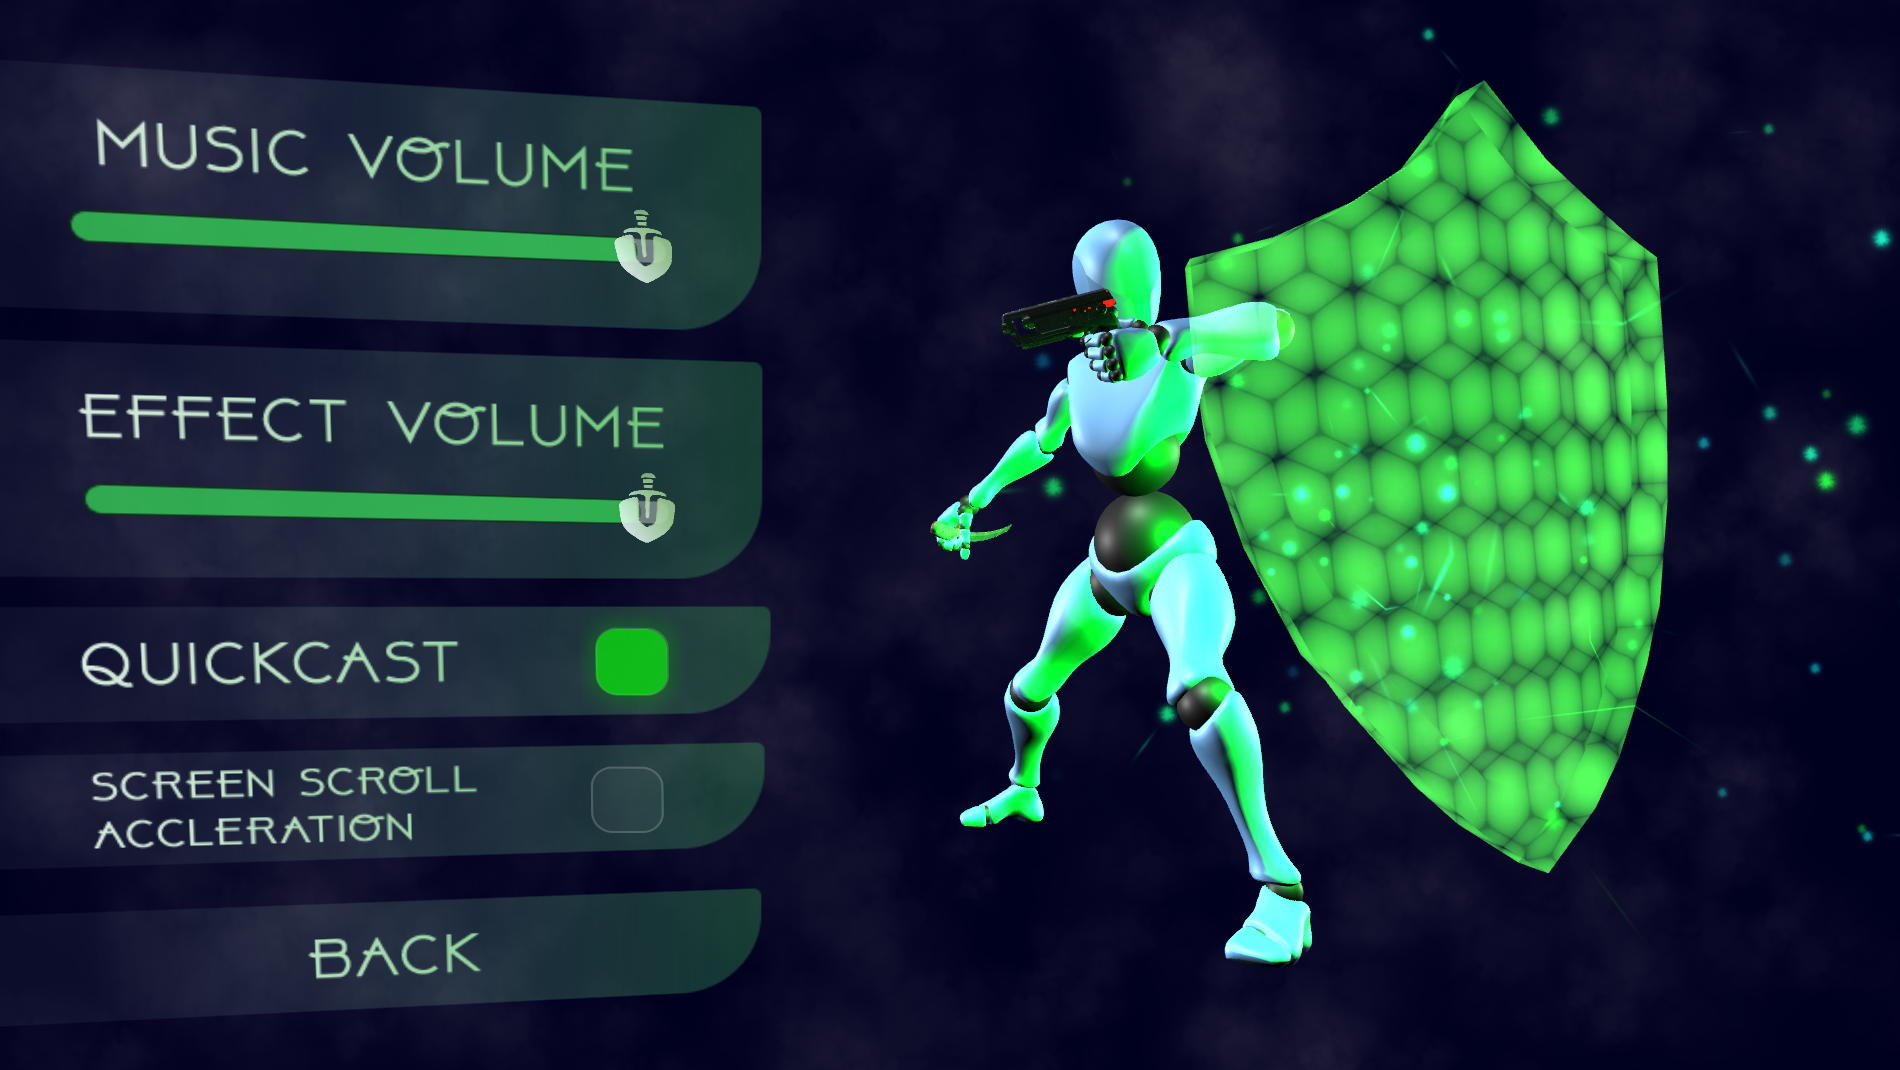 MUSIC VOLUME
EFFECT VOLUME
QUICKCAST
SCREEN SCROLL
ACCLERATION
BACK